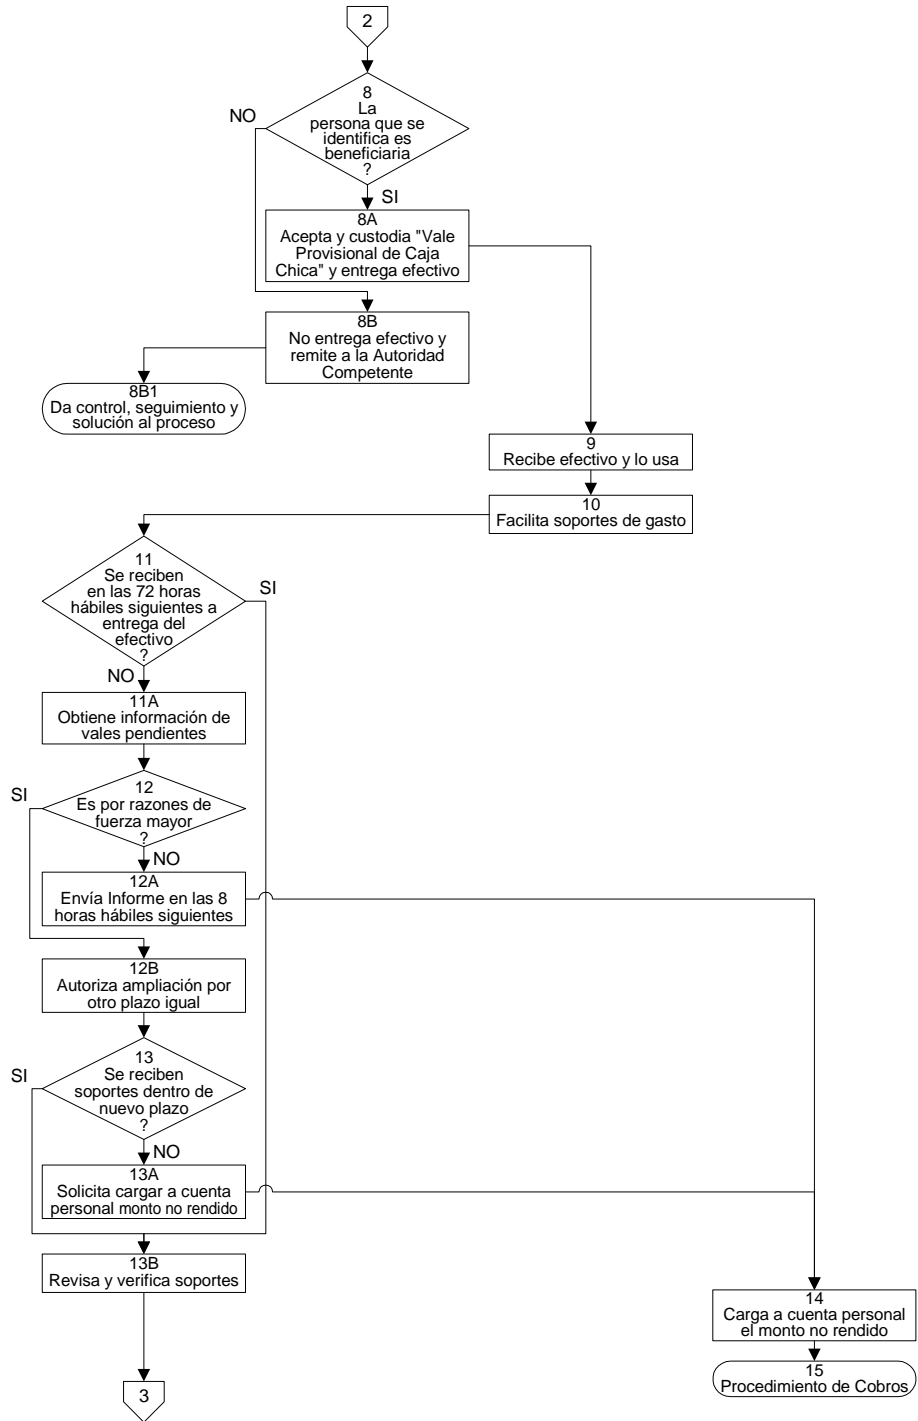 2
8
La
persona que se
identifica es
beneficiaria
?
NO
SI
8A
Acepta y custodia "Vale
Provisional de Caja
Chica" y entrega efectivo
8B
No entrega efectivo y
remite a la Autoridad
Competente
8B1
Da control, seguimiento y
solución al proceso
9
Recibe efectivo y lo usa
10
Facilita soportes de gasto
11
Se reciben
en las 72 horas
hábiles siguientes a
entrega del
efectivo
?
SI
NO
11A
Obtiene información de
vales pendientes
12
Es por razones de
fuerza mayor
?
SI
NO
12A
Envía Informe en las 8
horas hábiles siguientes
12B
Autoriza ampliación por
otro plazo igual
13
Se reciben
soportes dentro de
nuevo plazo
?
SI
NO
13A
Solicita cargar a cuenta
personal monto no rendido
13B
Revisa y verifica soportes
14
Carga a cuenta personal
el monto no rendido
15
Procedimiento de Cobros
3